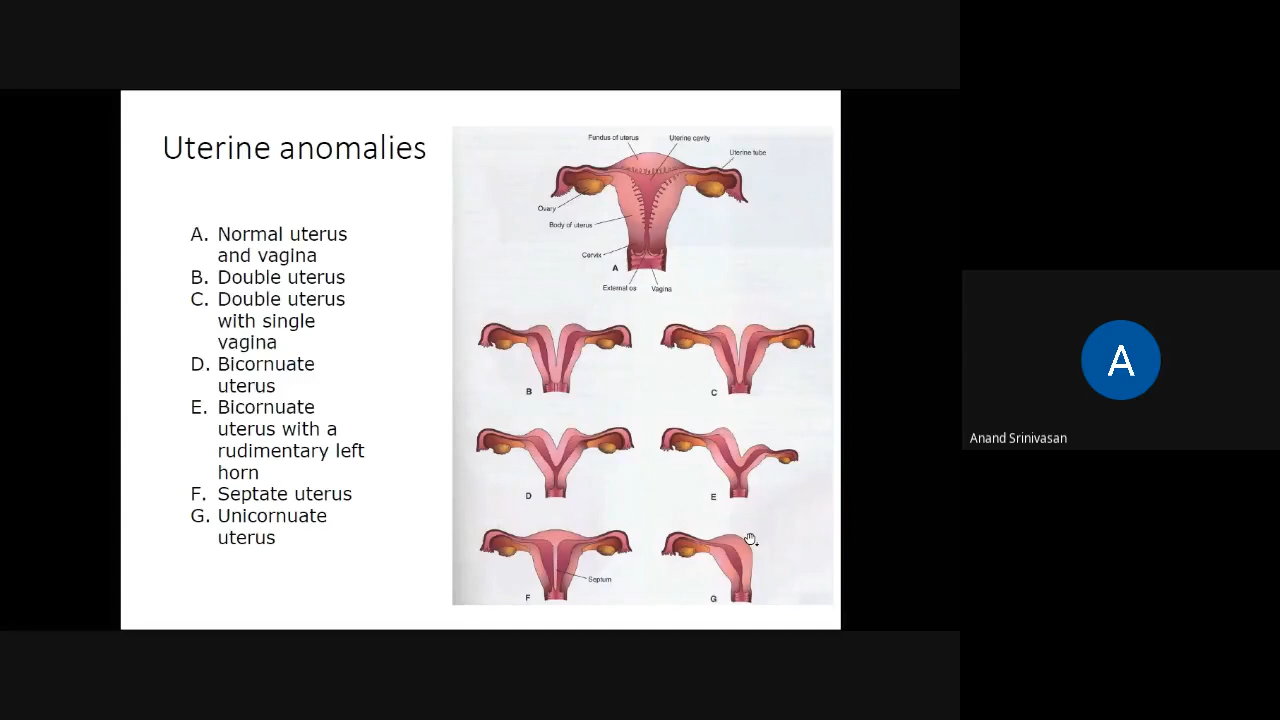 Uterine anomalies
A. Normal uterus
and vagina
B. Double uterus
C. Double uterus
with single
vagina
D. Bicornuate
uterus
E. Bicornuate
uterus with a
rudimentary left
horn
F. Septate uterus
G. Unicornuate
uterus
Fundus of uterus
Uterine cavity
Uterine tube
Ovary
Body of uterus
Cervix
A
External os
Vagina
B
C
D
E
Septum
F
G
A
Anand Srinivasan